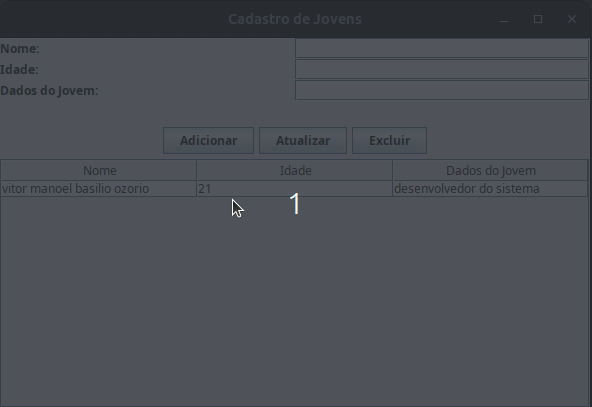 Cadastro de Jovens
Nome:
Idade:
Dados do Jovem:
Adicionar Atualizar Excluir
Nome Idade Dados do Jovem
vitor manoel basilio ozorio 21 desenvolvedor do sistema
1